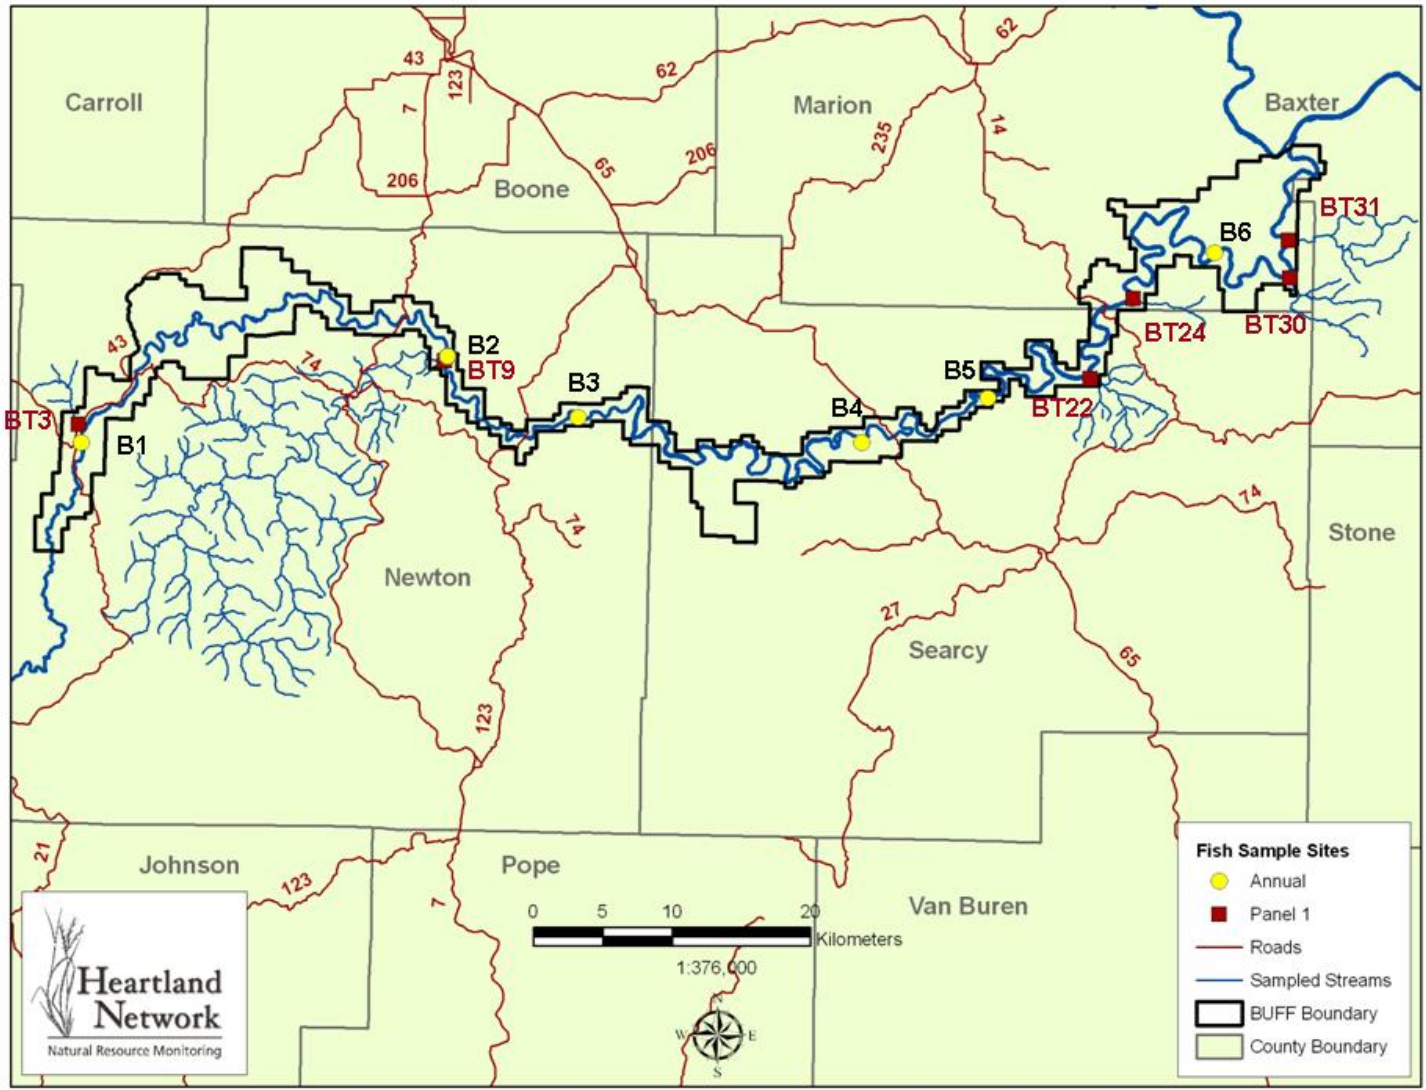 62
43
62
123
Carroll
7
Marion
Baxter
14
235
65
206
206
Boone
BT31
B6
43
BT24
BT30
B2
74
BT9
B5
B3
BT22
BT3
B4
B1
74
74
Stone
Newton
27
Searcy
65
123
21
Johnson
Pope
123
7
Van Buren
0 5 10 20
Kilometers
1:376,000
N
W E
S
Heartland
Network
Natural Resource Monitoring
Fish Sample Sites
Annual
Panel 1
Roads
Sampled Streams
BUFF Boundary
County Boundary